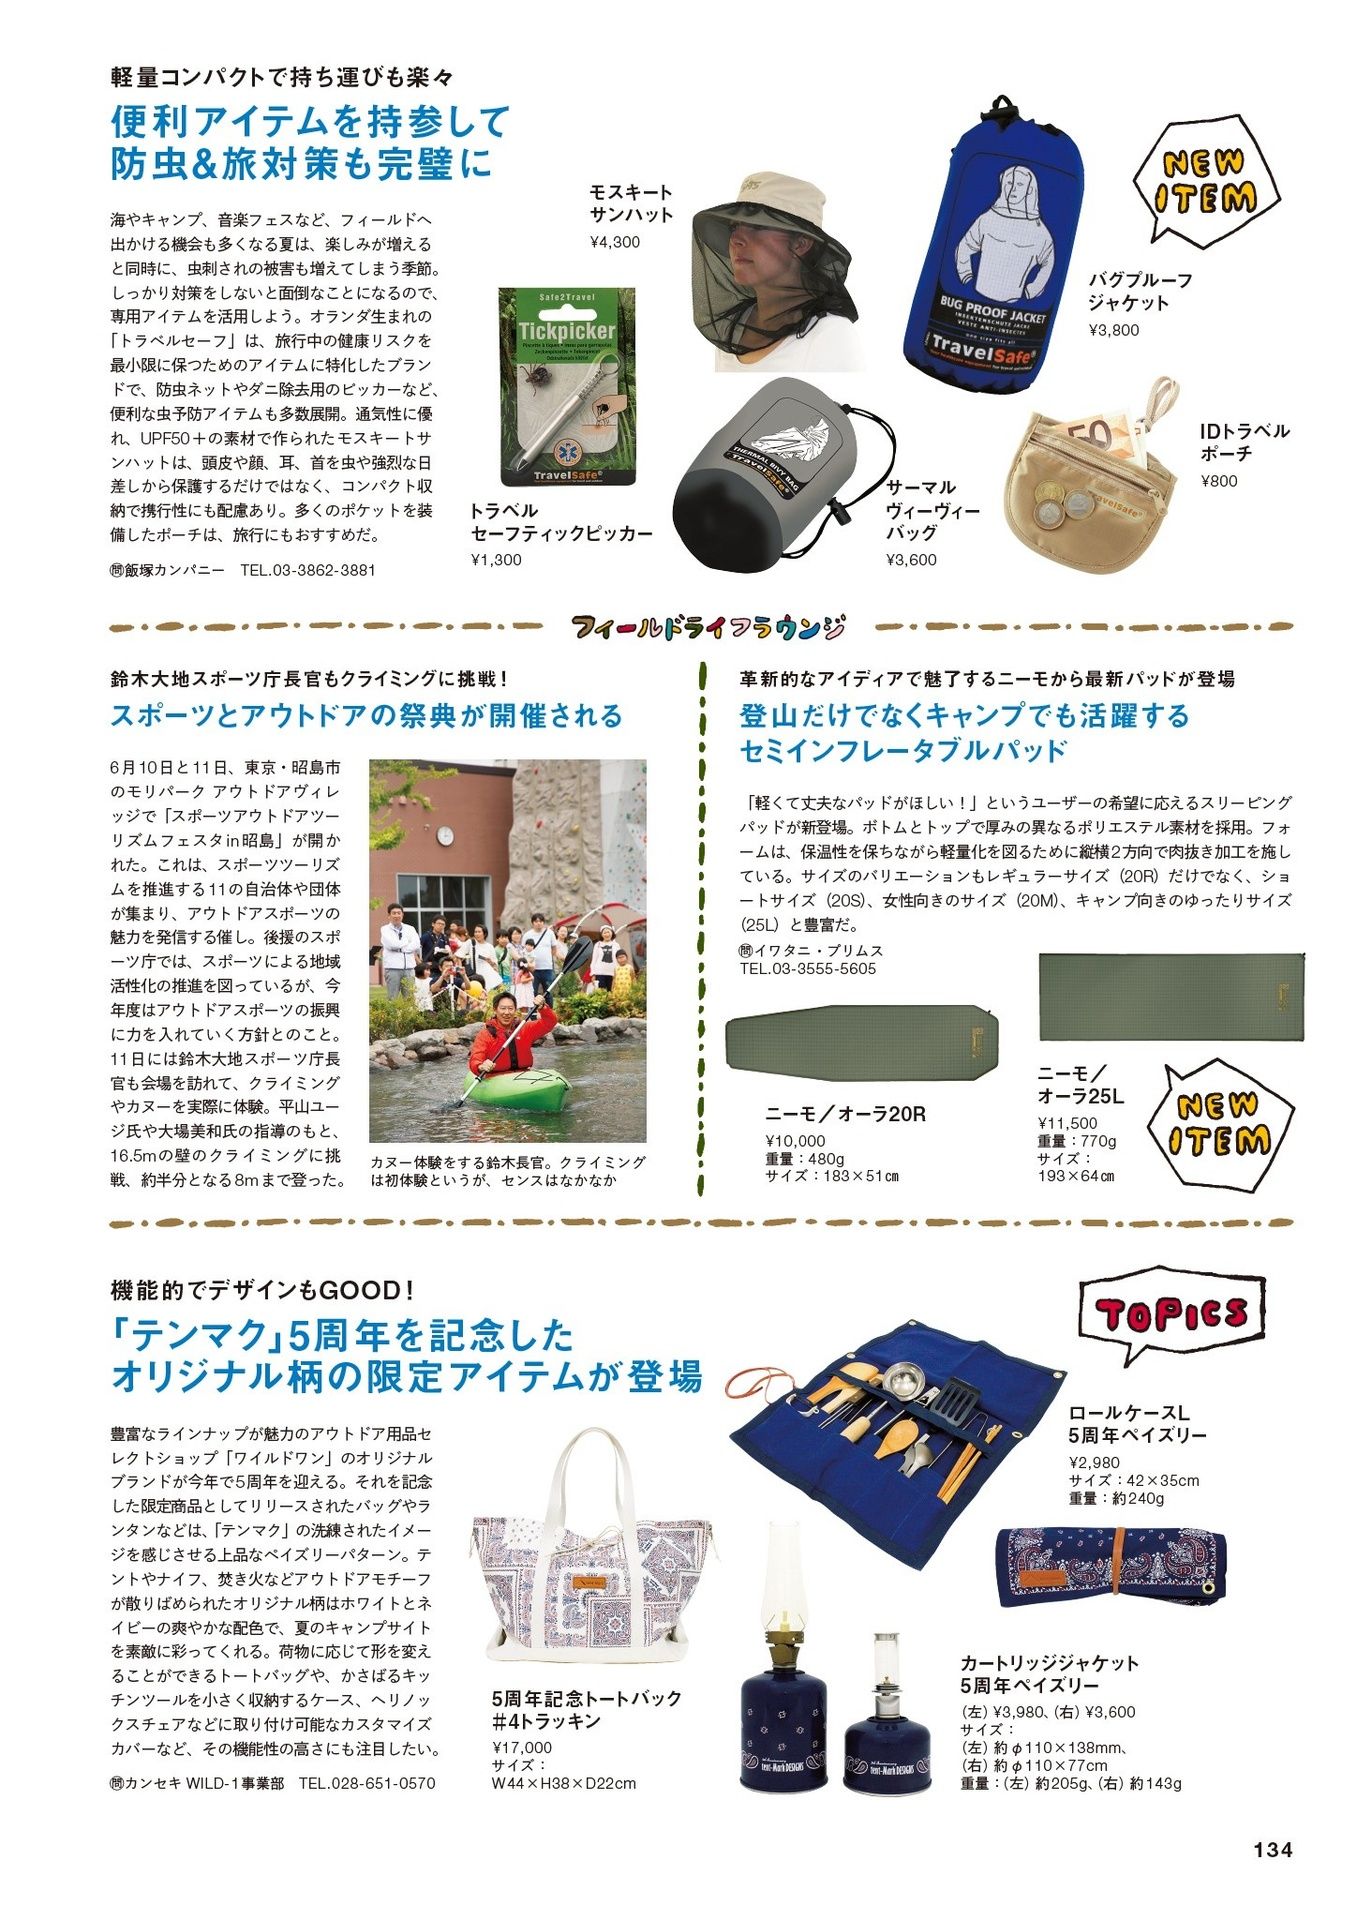 軽量コンパクトで持ち運びも楽々
便利アイテムを持参して
防虫&旅対策も完璧に
海やキャンプ、音楽フェスなど、フィールドへ
出かける機会も多くなる夏は、楽しみが増える
と同時に、虫刺されの被害も増えてしまう季節。
しっかり対策をしないと面倒なことになるので、
専用アイテムを活用しよう。オランダ生まれの
「トラベルセーフ」は、旅行中の健康リスクを
最小限に保つためのアイテムに特化したブラン
ドで、防虫ネットやダニ除去用のピッカーなど、
便利な虫予防アイテムも多数展開。通気性に優
れ、UPF50＋の素材で作られたモスキートサ
ンハットは、頭皮や顔、耳、首を虫や強烈な日
差しから保護するだけではなく、コンパクト収
納で携行性にも配慮あり。多くのポケットを装
備したポーチは、旅行にもおすすめだ。
㉄飯塚カンパニー　TEL.03-3862-3881
モスキート
サンハット
¥4,300
Safe2Travel
Tickpicker
TravelSafe®
トラベル
セーフティックピッカー
¥1,300
THERMAL BIVY BAG
TravelSafe®
サーマル
ヴィーヴィー
バッグ
¥3,600
BUG PROOF JACKET
INSEKTENSCHUTZ JACKE
VESTE ANTI-INSECTES
one size fits all
TravelSafe®
NEW
ITEM
バグプルーフ
ジャケット
¥3,800
50
TravelSafe®
IDトラベル
ポーチ
¥800
フィールドライフラウンジ
鈴木大地スポーツ庁長官もクライミングに挑戦！
スポーツとアウトドアの祭典が開催される
6月10日と11日、東京・昭島市
のモリパーク アウトドアヴィレ
ッジで「スポーツアウトドアツー
リズムフェスタin昭島」が開か
れた。これは、スポーツツーリズ
ムを推進する11の自治体や団体
が集まり、アウトドアスポーツの
魅力を発信する催し。後援のスポ
ーツ庁では、スポーツによる地域
活性化の推進を図っているが、今
年度はアウトドアスポーツの振興
に力を入れていく方針とのこと。
11日には鈴木大地スポーツ庁長
官も会場を訪れて、クライミング
やカヌーを実際に体験。平山ユー
ジ氏や大場美和氏の指導のもと、
16.5mの壁のクライミングに挑
戦、約半分となる8mまで登った。
カヌー体験をする鈴木長官。クライミング
は初体験というが、センスはなかなか
革新的なアイディアで魅了するニーモから最新パッドが登場
登山だけでなくキャンプでも活躍する
セミインフレータブルパッド
「軽くて丈夫なパッドがほしい！」というユーザーの希望に応えるスリーピング
パッドが新登場。ボトムとトップで厚みの異なるポリエステル素材を採用。フォ
ームは、保温性を保ちながら軽量化を図るために縦横2方向で肉抜き加工を施し
ている。サイズのバリエーションもレギュラーサイズ（20R）だけでなく、ショ
ートサイズ（20S）、女性向きのサイズ（20M）、キャンプ向きのゆったりサイズ
（25L）と豊富だ。
㉄イワタニ・プリムス
TEL.03-3555-5605
ニーモ／オーラ20R
¥10,000
重量：480g
サイズ：183×51㎝
ニーモ／
オーラ25L
¥11,500
重量：770g
サイズ：
193×64㎝
NEW
ITEM
機能的でデザインもGOOD！
「テンマク」5周年を記念した
オリジナル柄の限定アイテムが登場
豊富なラインナップが魅力のアウトドア用品セ
レクトショップ「ワイルドワン」のオリジナル
ブランドが今年で5周年を迎える。それを記念
した限定商品としてリリースされたバッグやラ
ンタンなどは、「テンマク」の洗練されたイメー
ジを感じさせる上品なペイズリーパターン。テ
ントやナイフ、焚き火などアウトドアモチーフ
が散りばめられたオリジナル柄はホワイトとネ
イビーの爽やかな配色で、夏のキャンプサイト
を素敵に彩ってくれる。荷物に応じて形を変え
ることができるトートバッグや、かさばるキッ
チンツールを小さく収納するケース、ヘリノッ
クスチェアなどに取り付け可能なカスタマイズ
カバーなど、その機能性の高さにも注目したい。
㉄カンセキ WILD-1事業部　TEL.028-651-0570
TOPICS
5周年記念トートバック
#4トラッキン
¥17,000
サイズ：
W44×H38×D22cm
ロールケースL
5周年ペイズリー
¥2,980
サイズ：42×35cm
重量：約240g
tent-Mark DESIGNS
tent-Mark DESIGNS
カートリッジジャケット
5周年ペイズリー
（左）¥3,980、（右）¥3,600
サイズ：
（左）約φ110×138mm、
（右）約φ110×77cm
重量：（左）約205g、（右）約143g
134